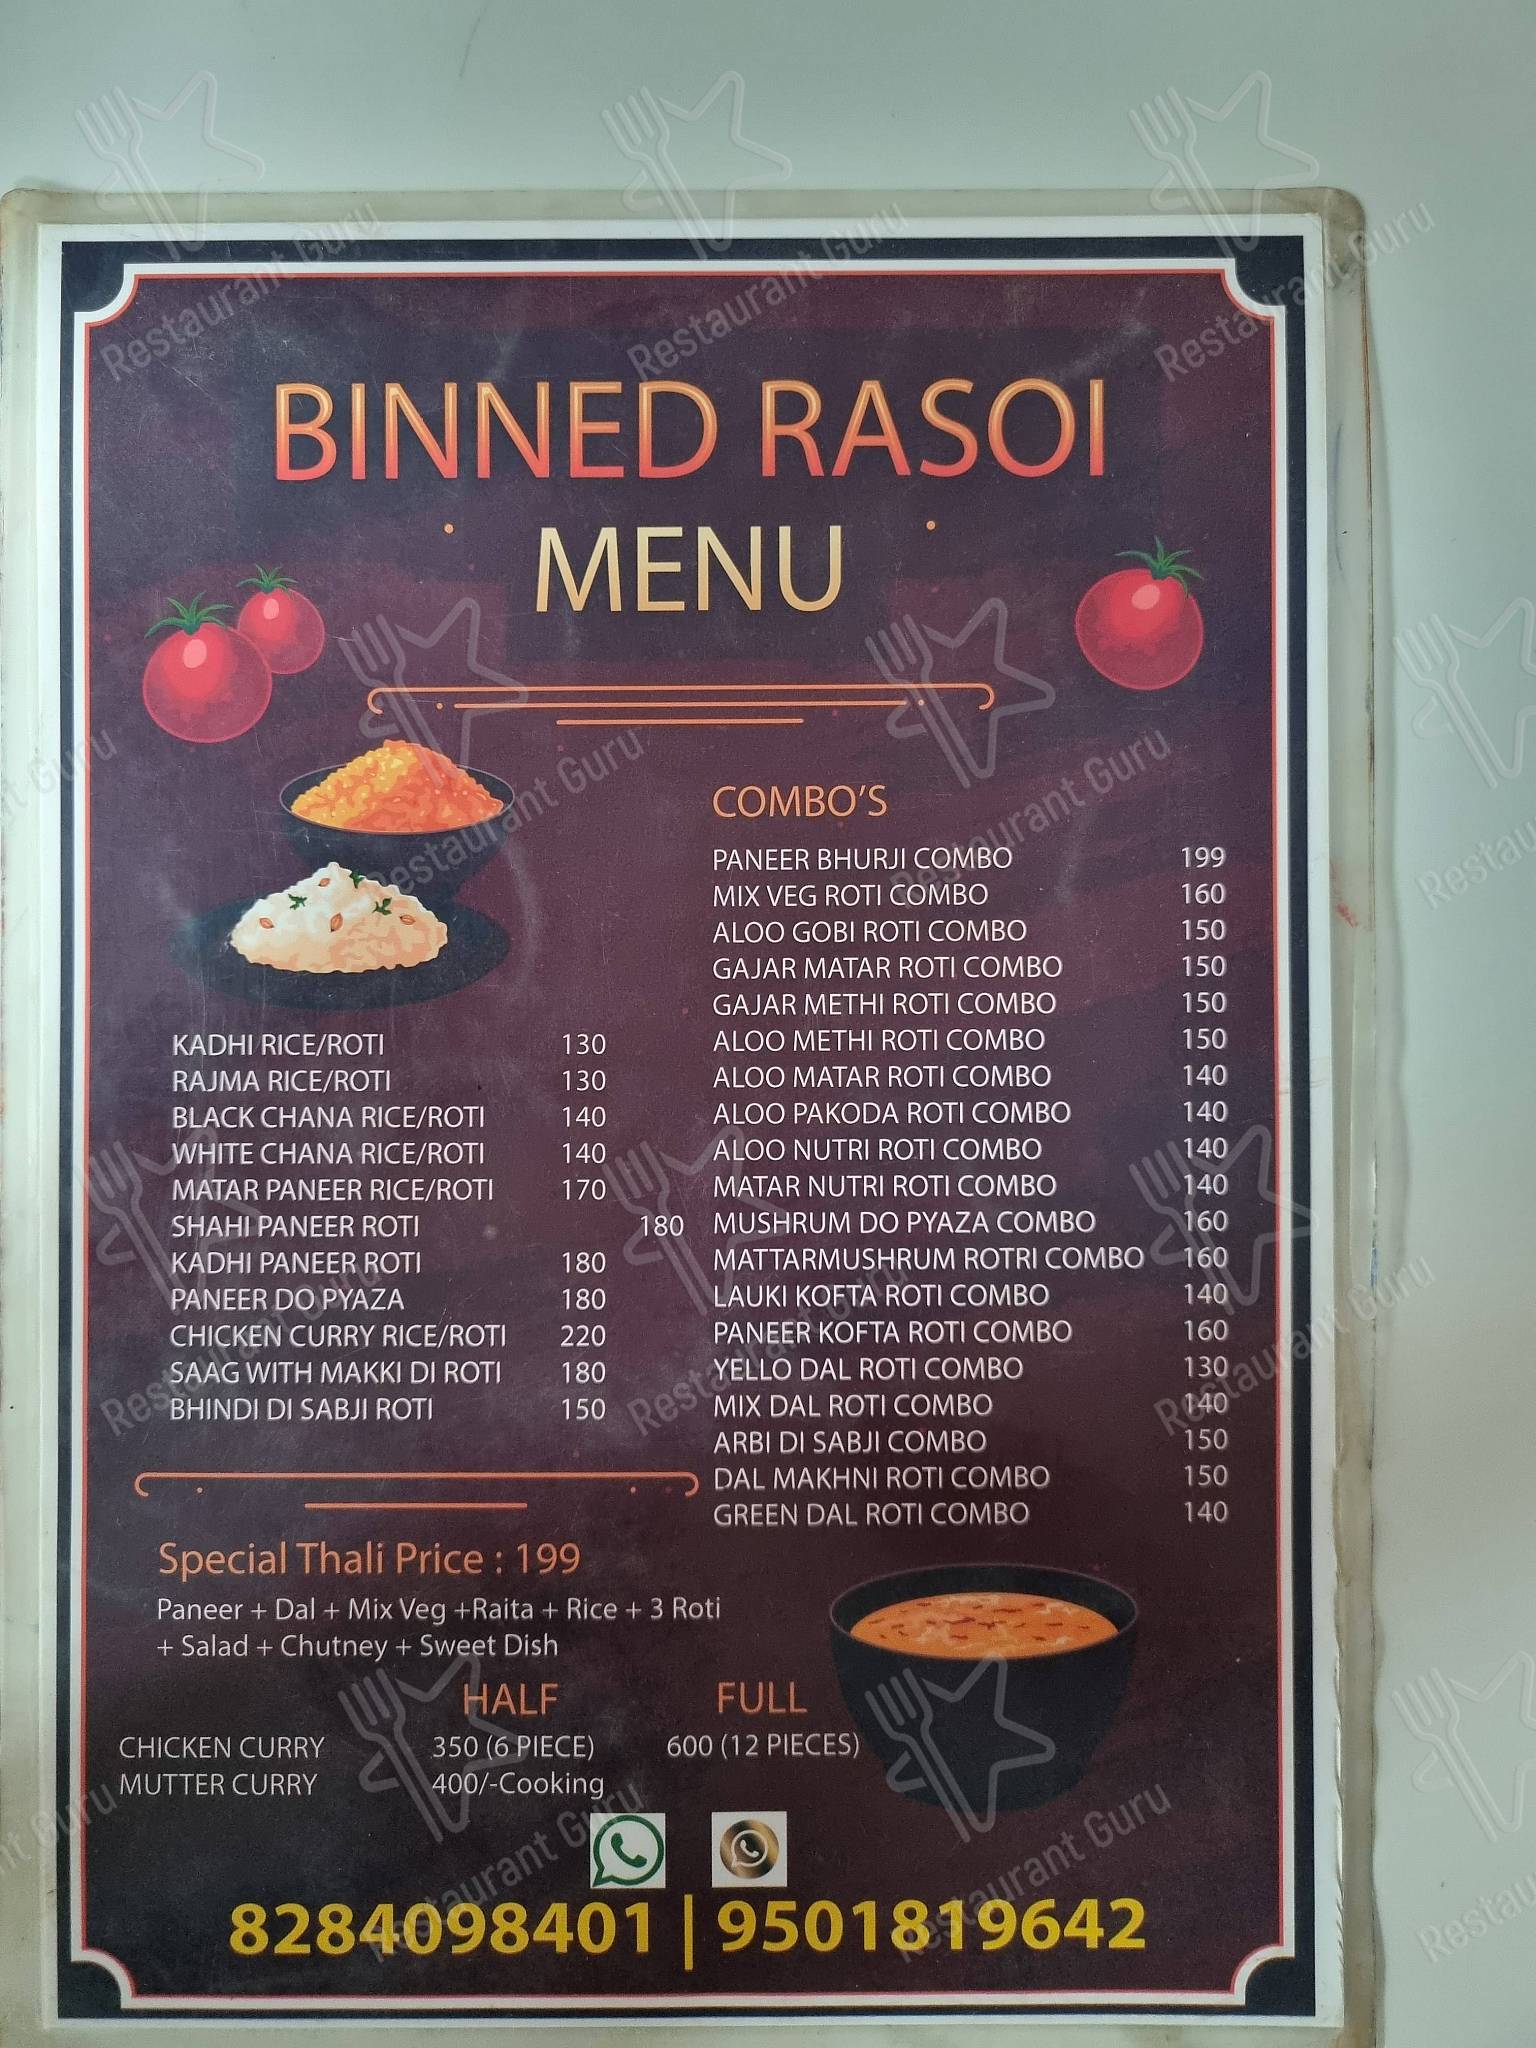 BINNED RASOI
MENU
KADHI RICE/ROTI 130
RAJMA RICE/ROTI 130
BLACK CHANA RICE/ROTI 140
WHITE CHANA RICE/ROTI 140
MATAR PANEER RICE/ROTI 170
SHAHI PANEER ROTI 180
KADHI PANEER ROTI 180
PANEER DO PYAZA 180
CHICKEN CURRY RICE/ROTI 220
SAAG WITH MAKKI DI ROTI 180
BHINDI DI SABJI ROTI 150
COMBO'S
PANEER BHURJI COMBO 199
MIX VEG ROTI COMBO 160
ALOO GOBI ROTI COMBO 150
GAJAR MATAR ROTI COMBO 150
GAJAR METHI ROTI COMBO 150
ALOO METHI ROTI COMBO 150
ALOO MATAR ROTI COMBO 140
ALOO PAKODA ROTI COMBO 140
ALOO NUTRI ROTI COMBO 140
MATAR NUTRI ROTI COMBO 140
MUSHRUM DO PYAZA COMBO 160
MATTARMUSHRUM ROTRI COMBO 160
LAUKI KOFTA ROTI COMBO 140
PANEER KOFTA ROTI COMBO 160
YELLO DAL ROTI COMBO 130
MIX DAL ROTI COMBO 140
ARBI DI SABJI COMBO 150
DAL MAKHNI ROTI COMBO 150
GREEN DAL ROTI COMBO 140
Special Thali Price : 199
Paneer + Dal + Mix Veg +Raita + Rice + 3 Roti
+ Salad + Chutney + Sweet Dish
HALF FULL
CHICKEN CURRY 350 (6 PIECE) 600 (12 PIECES)
MUTTER CURRY 400/-Cooking
8284098401 | 9501819642
Restaurant Guru